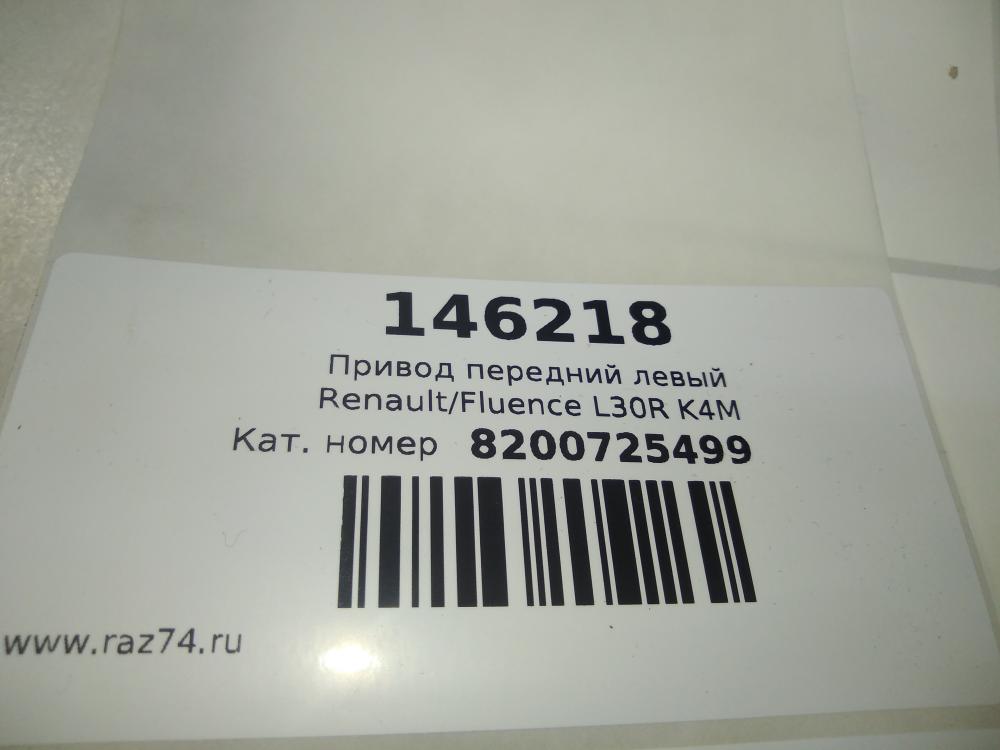 146218
Привод передний левый
Renault/Fluence L30R K4M
Кат. номер 8200725499
www.raz74.ru